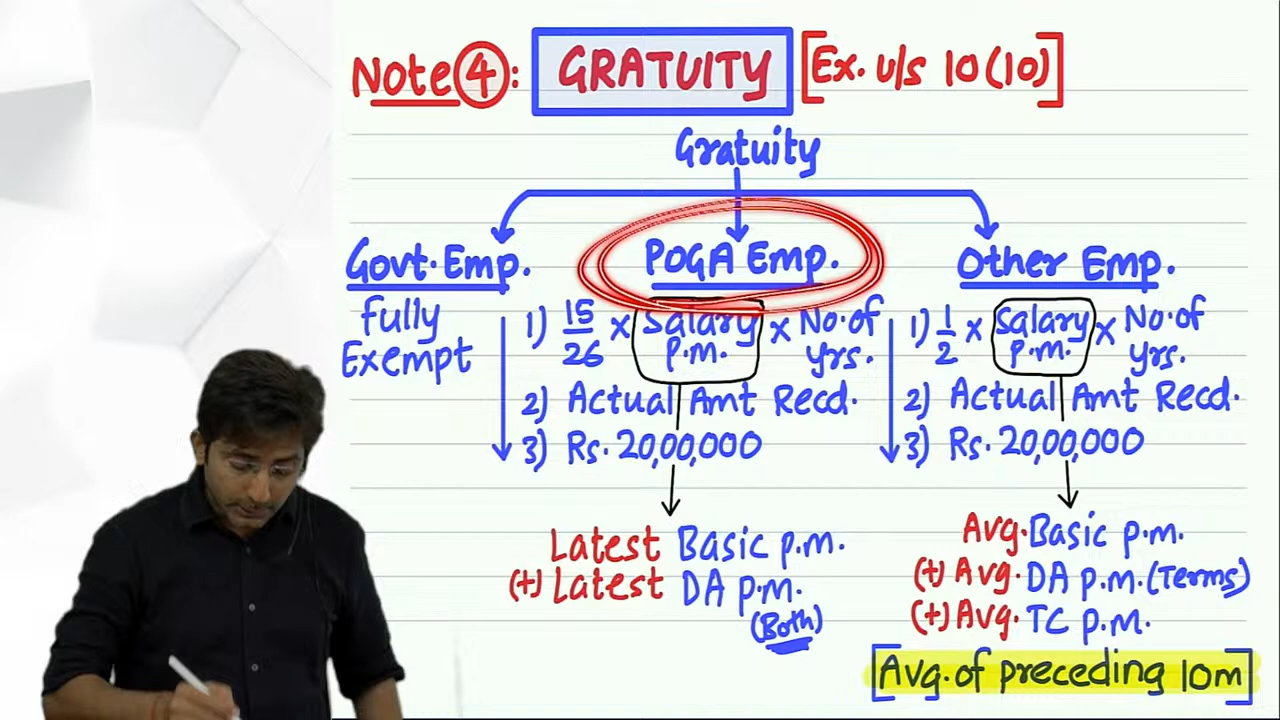 Note ④: GRATUITY [Ex. u/s 10(10)]
Gratuity
Govt. Emp.
Fully
Exempt
POGA Emp.
1) 15/26 × Salary p.m. × No. of yrs.
2) Actual Amt Recd.
3) Rs. 20,00,000
Latest Basic p.m.
(+) Latest DA p.m.
(Both)
Other Emp.
1) 1/2 × Salary p.m. × No. of yrs.
2) Actual Amt Recd.
3) Rs. 20,00,000
Avg. Basic p.m.
(+) Avg. DA p.m. (Terms)
(+) Avg. TC p.m.
[Avg. of preceding 10m]